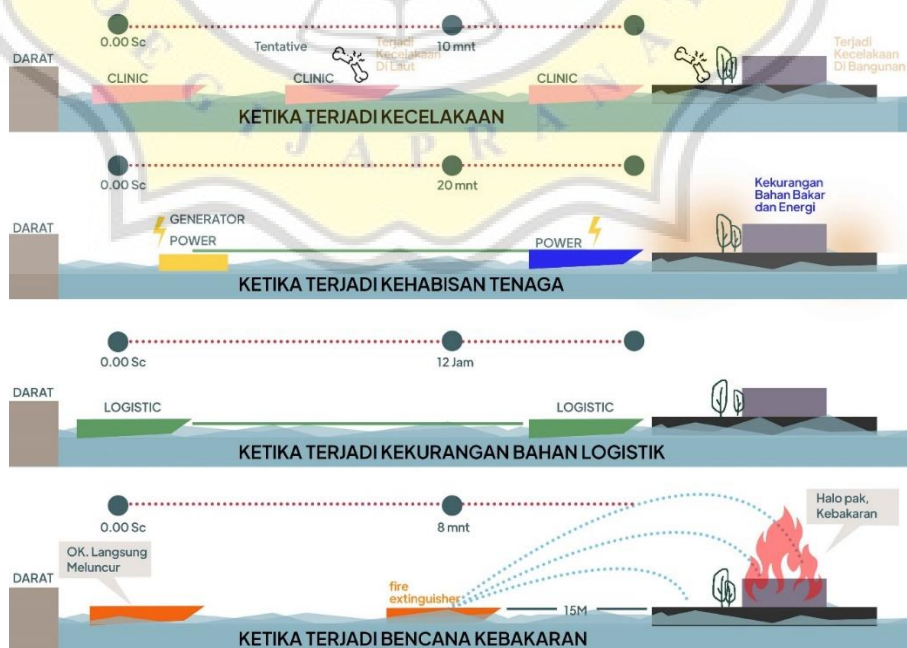 0.00 Sc
Tentative
10 mnt
Terjadi
Kecelakaan
Di Laut
Terjadi
Kecelakaan
Di Bangunan
DARAT
CLINIC
CLINIC
CLINIC
KETIKA TERJADI KECELAKAAN
GIJAPRANA
0.00 Sc
20 mnt
Kekurangan
Bahan Bakar
dan Energi
GENERATOR
DARAT
POWER
POWER
KETIKA TERJADI KEHABISAN TENAGA
0.00 Sc
12 Jam
DARAT
LOGISTIC
LOGISTIC
KETIKA TERJADI KEKURANGAN BAHAN LOGISTIK
0.00 Sc
8 mnt
Halo pak,
Kebakaran
OK. Langsung
Meluncur
DARAT
fire
extinguisher
15M
KETIKA TERJADI BENCANA KEBAKARAN